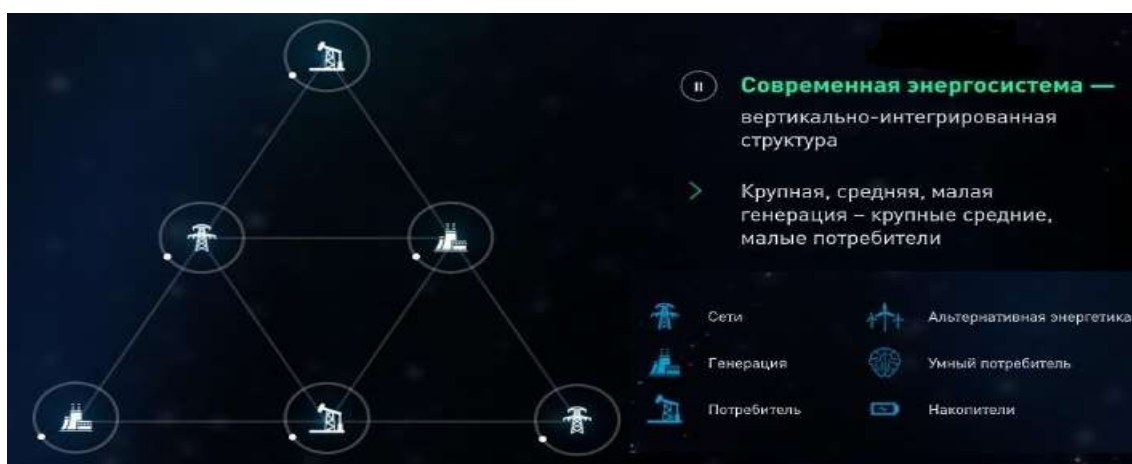 Современная энергосистема —
вертикально-интегрированная
структура
Крупная, средняя, малая
генерация – крупные средние,
малые потребители
Сети
Альтернативная энергетика
Генерация
Умный потребитель
Потребитель
Накопители